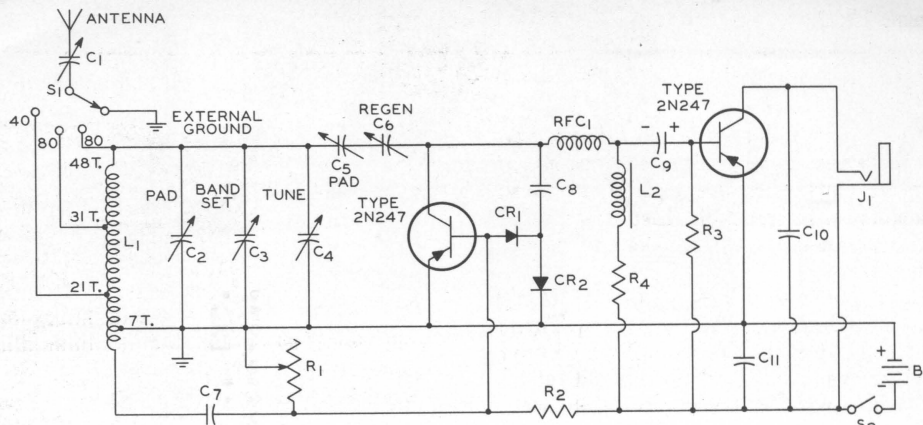 ANTENNA
C1
S1
40
80
80
EXTERNAL
GROUND
48T.
31T.
21T.
7T.
L1
PAD
C2
BAND
SET
C3
TUNE
C4
C5
PAD
REGEN
C6
TYPE
2N247
CR1
CR2
C8
RFC1
L2
R4
- +
C9
R3
TYPE
2N247
C10
C11
J1
+
B
R1
C7
R2